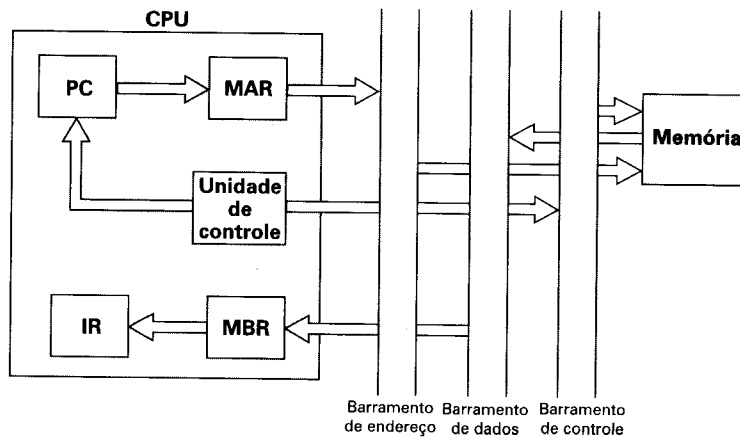 CPU
PC
MAR
Memória
Unidade
de
controle
IR
MBR
Barramento
de endereço
Barramento
de dados
Barramento
de controle